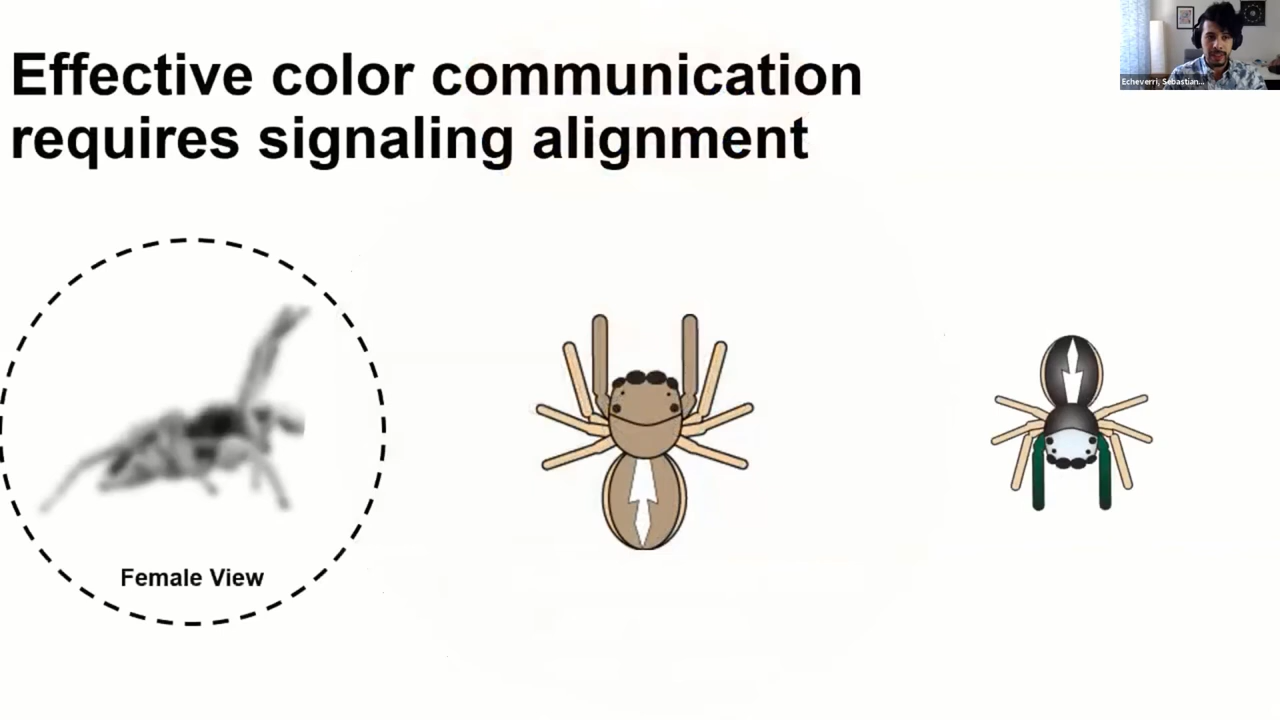 Effective color communication
requires signaling alignment
Echeverri, Sebastian...
Female View